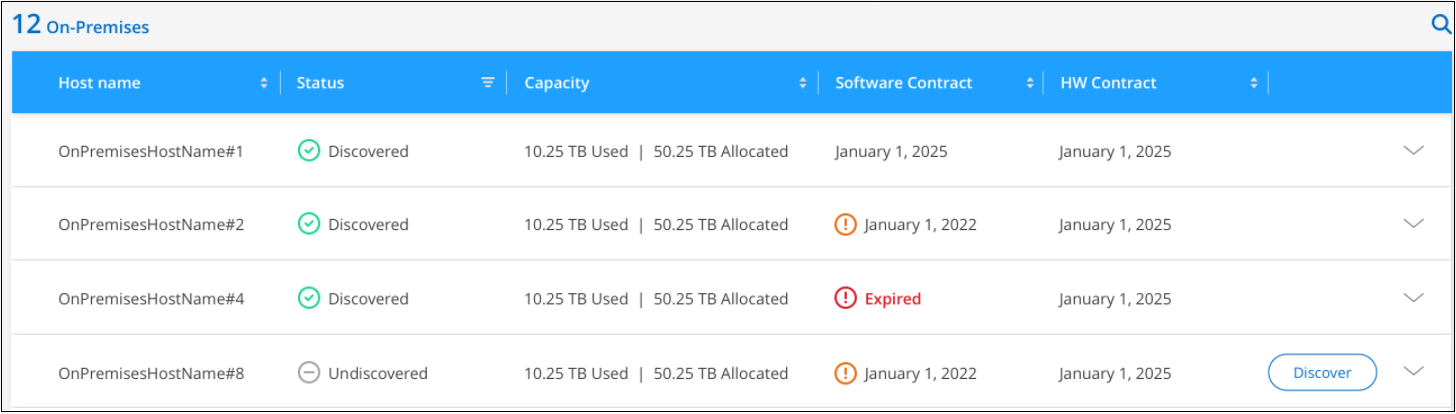 12 On-Premises
Host name Status Capacity Software Contract HW Contract
OnPremisesHostName#1 Discovered 10.25 TB Used | 50.25 TB Allocated January 1, 2025 January 1, 2025
OnPremisesHostName#2 Discovered 10.25 TB Used | 50.25 TB Allocated January 1, 2022 January 1, 2025
OnPremisesHostName#4 Discovered 10.25 TB Used | 50.25 TB Allocated Expired January 1, 2025
OnPremisesHostName#8 Undiscovered 10.25 TB Used | 50.25 TB Allocated January 1, 2022 January 1, 2025 Discover